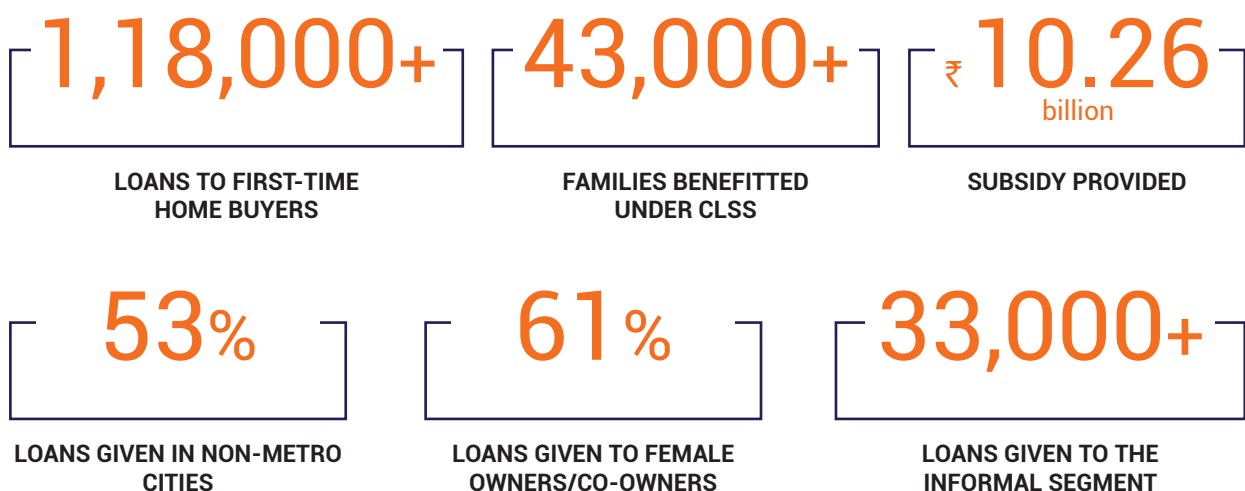 1,18,000+
LOANS TO FIRST-TIME
HOME BUYERS
43,000+
FAMILIES BENEFITTED
UNDER CLSS
₹ 10.26
billion
SUBSIDY PROVIDED
53%
LOANS GIVEN IN NON-METRO
CITIES
61%
LOANS GIVEN TO FEMALE
OWNERS/CO-OWNERS
33,000+
LOANS GIVEN TO THE
INFORMAL SEGMENT